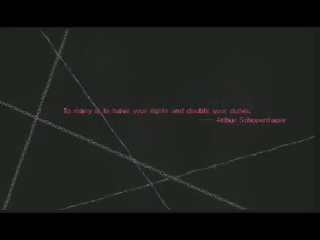 To marry is to halve your rights and double your duties.
—— Arthur Schopenhauer